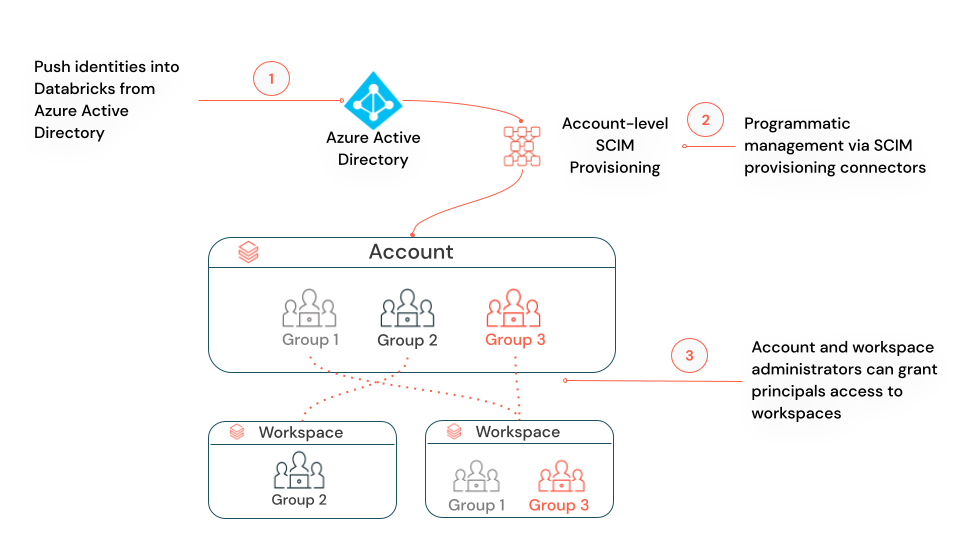 Push identities into
Databricks from
Azure Active
Directory
1
Azure Active
Directory
Account-level
SCIM
Provisioning
2
Programmatic
management via SCIM
provisioning connectors
Account
Group 1
Group 2
Group 3
3
Account and workspace
administrators can grant
principals access to
workspaces
Workspace
Group 2
Workspace
Group 1
Group 3